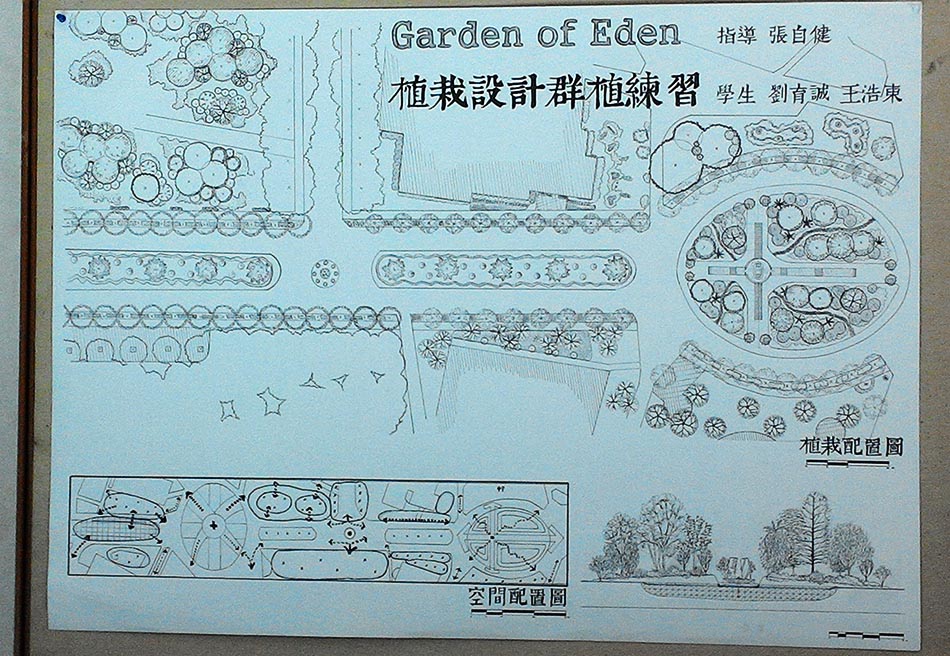 Garden of Eden
指導 張自健
植栽設計群植練習
學生 劉育誠 王浩東
植栽配置圖
空間配置圖